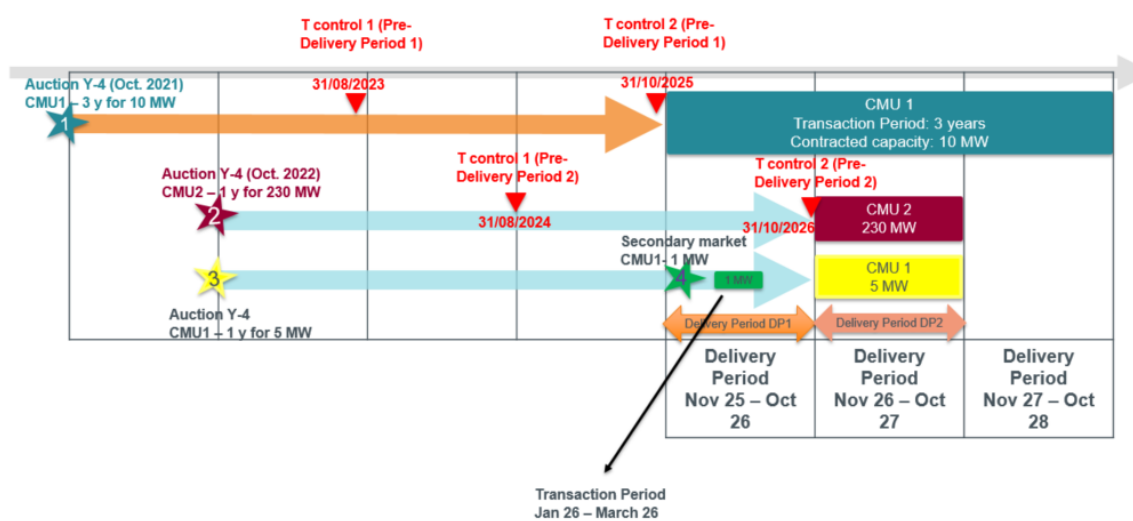 T control 1 (Pre-
Delivery Period 1)
T control 2 (Pre-
Delivery Period 1)
Auction Y-4 (Oct. 2021)
CMU1 – 3 y for 10 MW
31/08/2023
31/10/2025
1
CMU 1
Transaction Period: 3 years
Contracted capacity: 10 MW
Auction Y-4 (Oct. 2022)
CMU2 – 1 y for 230 MW
T control 1 (Pre-
Delivery Period 2)
T control 2 (Pre-
Delivery Period 2)
2
31/08/2024
31/10/2026
CMU 2
230 MW
Secondary market
CMU1- 1 MW
3
4
1 MW
CMU 1
5 MW
Auction Y-4
CMU1 – 1 y for 5 MW
Delivery Period DP1
Delivery Period DP2
Delivery
Period
Nov 25 – Oct
26
Delivery
Period
Nov 26 – Oct
27
Delivery
Period
Nov 27 – Oct
28
Transaction Period
Jan 26 – March 26